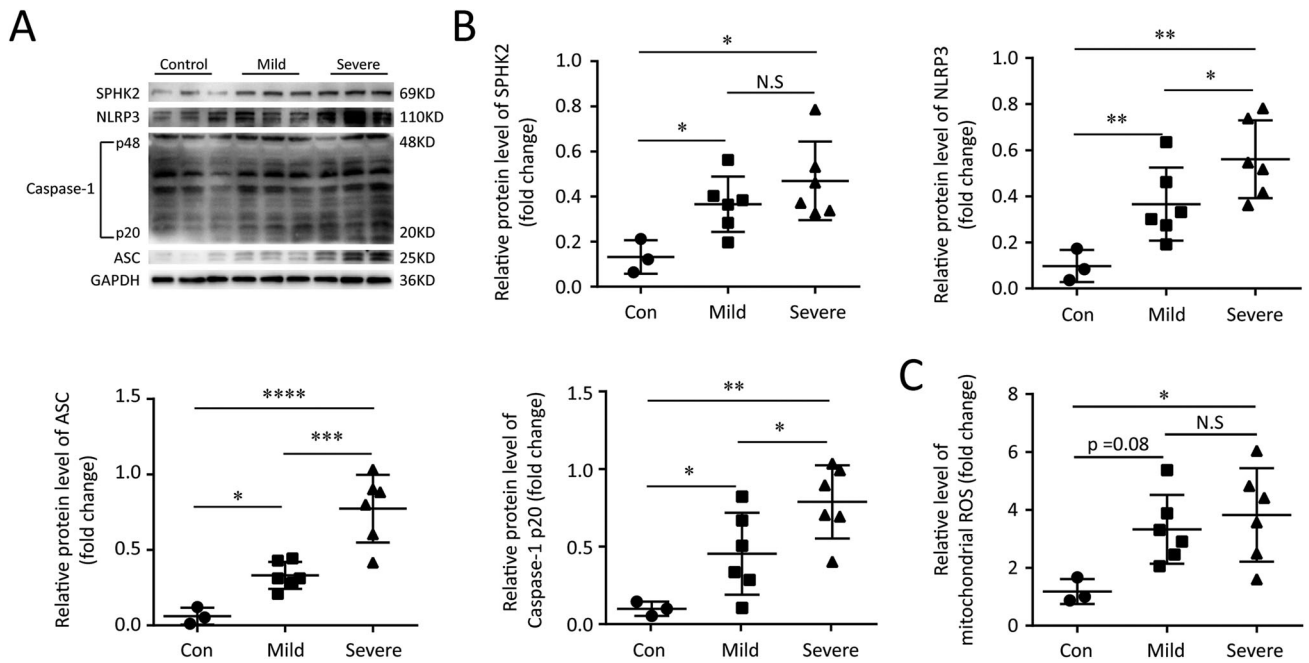 A
Control Mild Severe
SPHK2 69KD
NLRP3 110KD
p48 48KD
Caspase-1
p20 20KD
ASC 25KD
GAPDH 36KD
B
Relative protein level of SPHK2
(fold change)
1.0
0.8
0.6
0.4
0.2
0.0
*
N.S
*
Con Mild Severe
Relative protein level of NLRP3
(fold change)
1.0
0.8
0.6
0.4
0.2
0.0
**
*
**
Con Mild Severe
Relative protein level of ASC
(fold change)
1.5
1.0
0.5
0.0
****
***
*
Con Mild Severe
Relative protein level of
Caspase-1 p20 (fold change)
1.5
1.0
0.5
0.0
**
*
*
Con Mild Severe
C
Relative level of
mitochondrial ROS (fold change)
8
6
4
2
0
*
N.S
p =0.08
Con Mild Severe